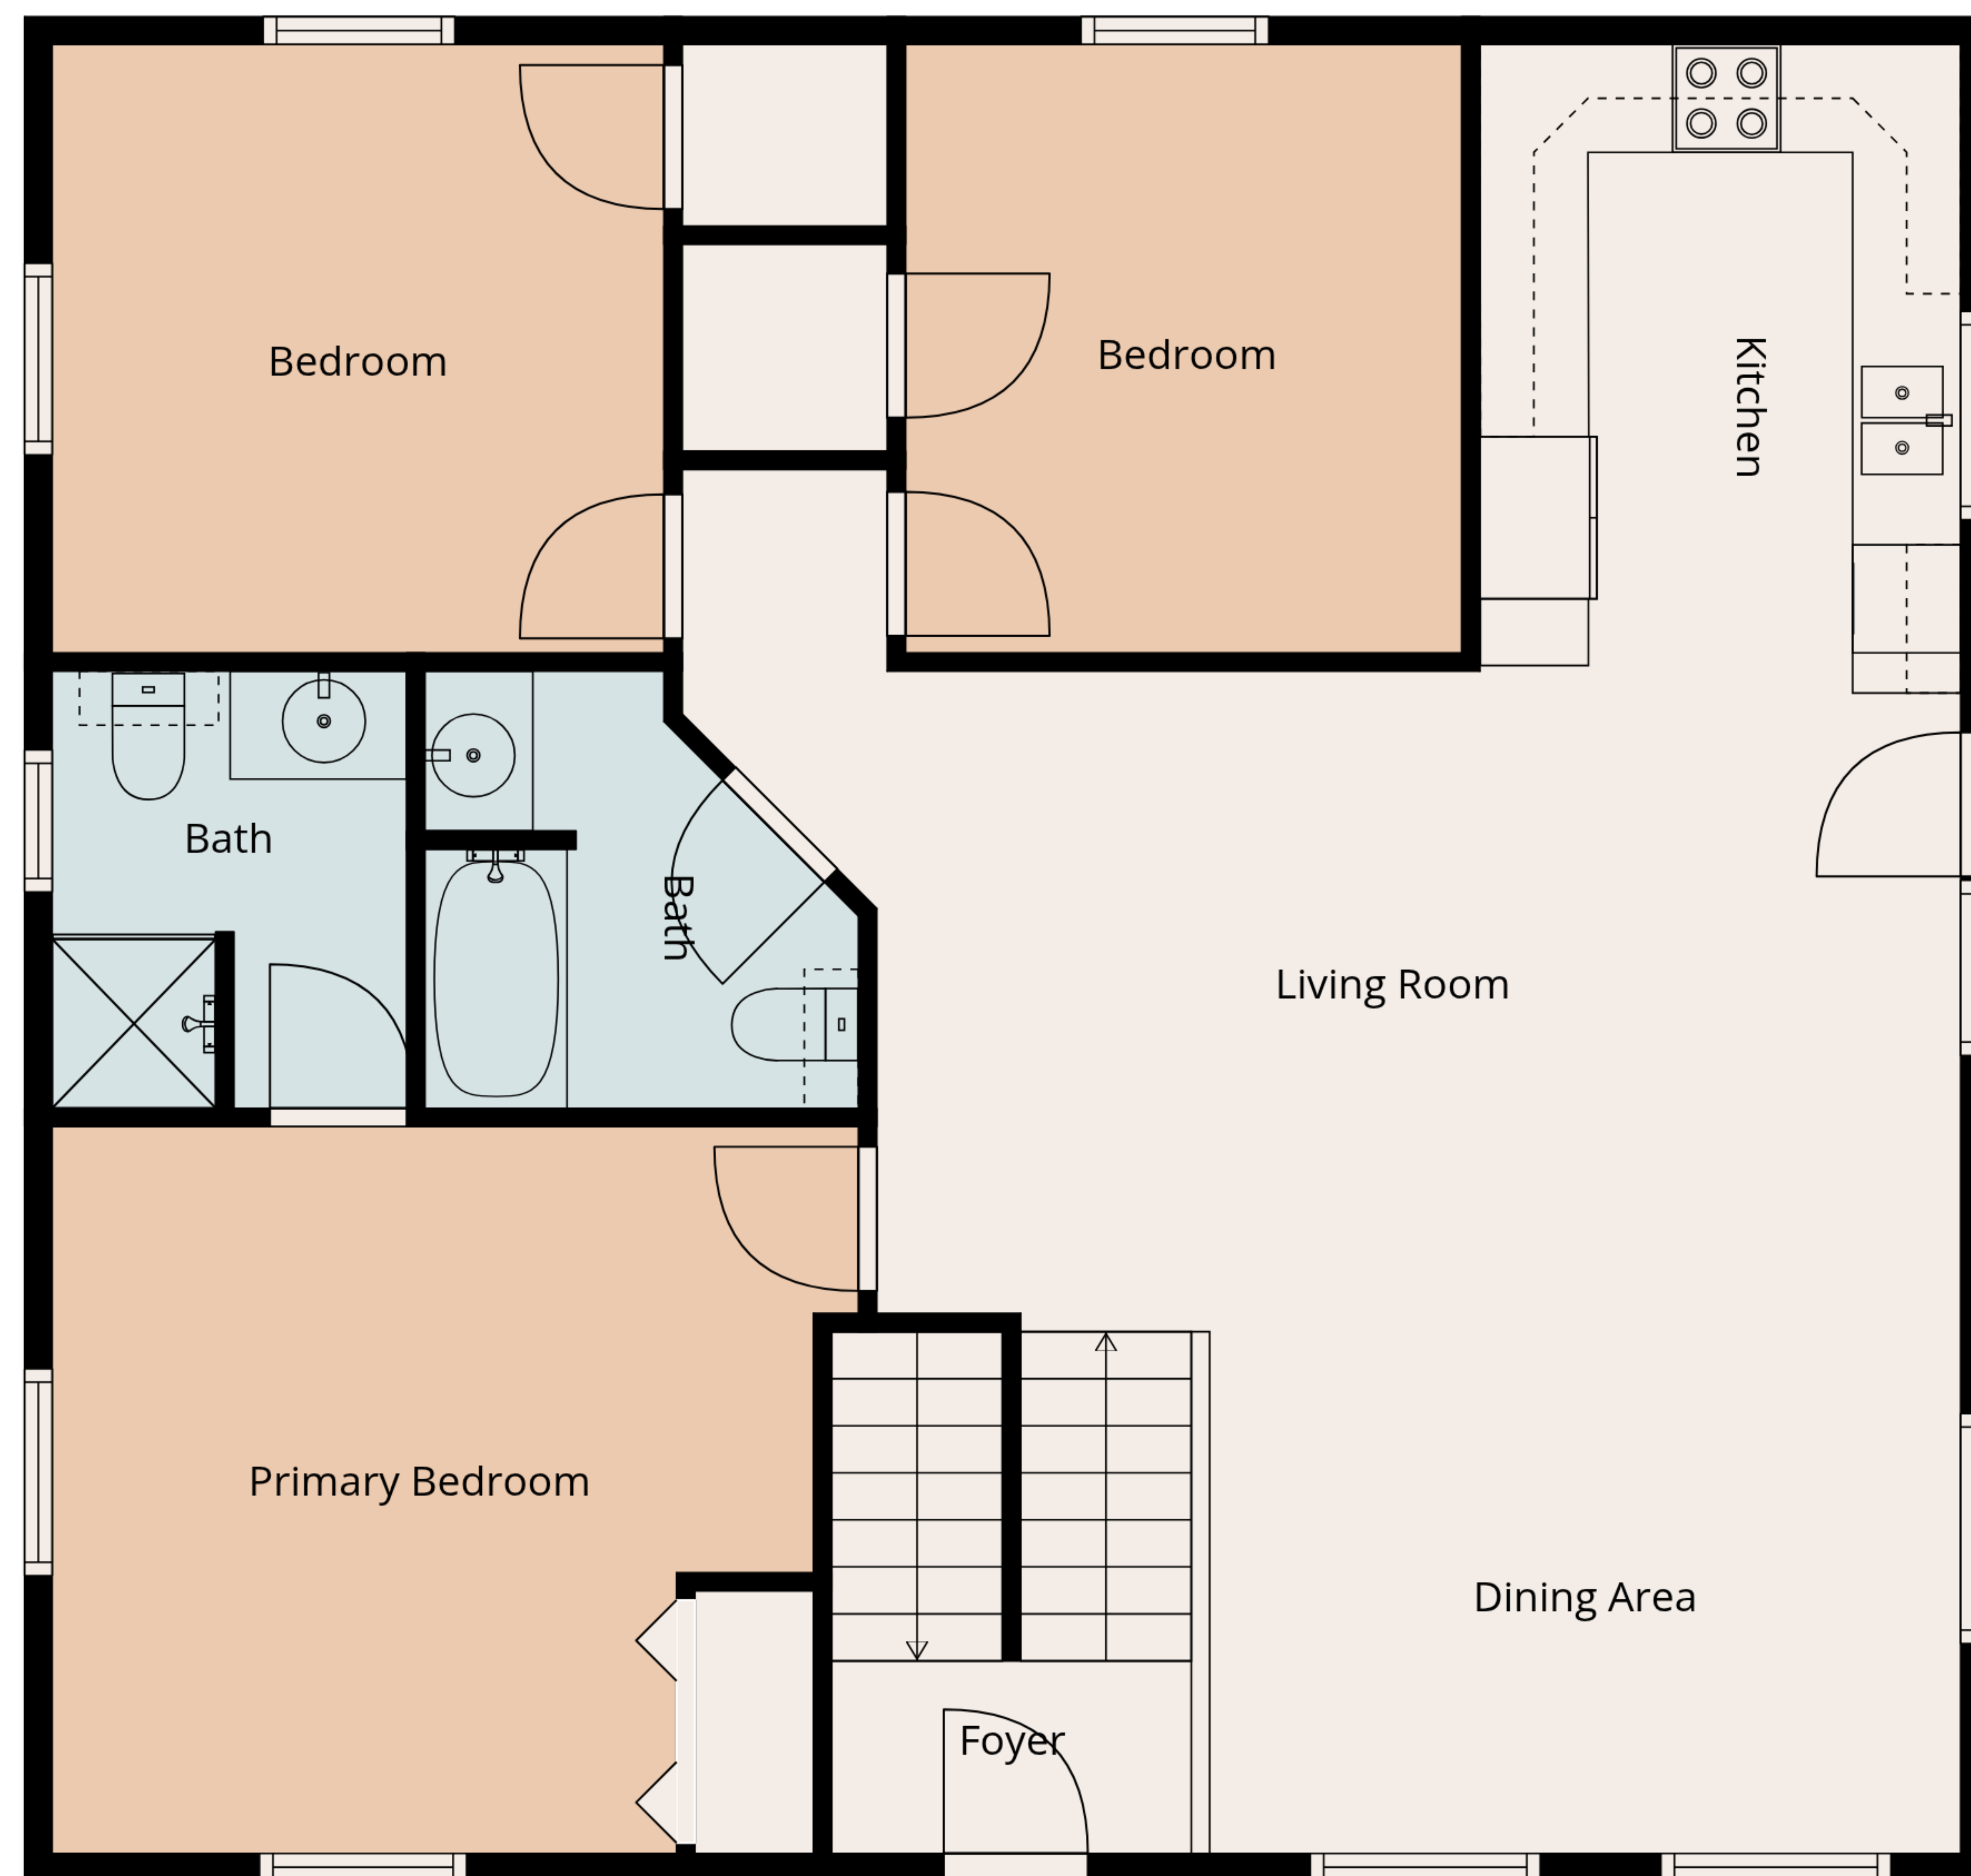 Bedroom
Bedroom
Kitchen
Bath
Bath
Living Room
Primary Bedroom
Dining Area
Foyer